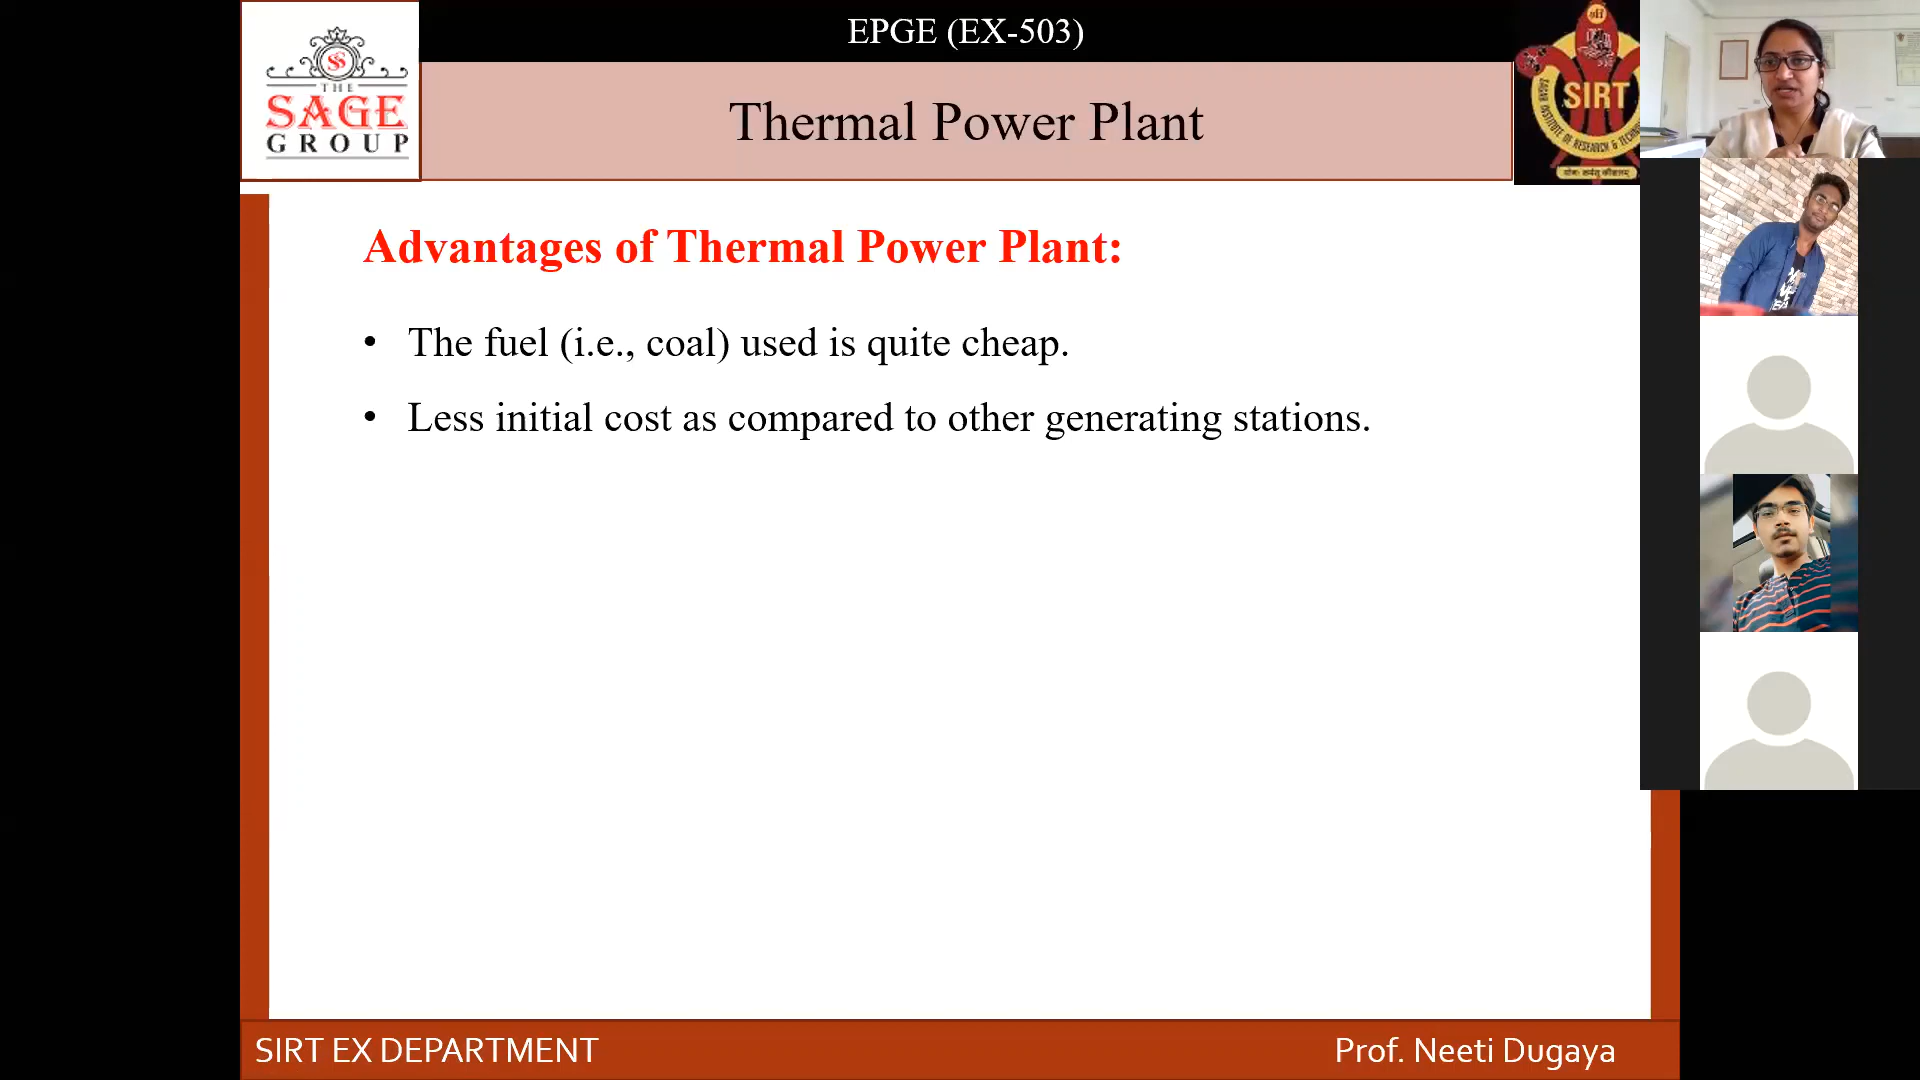 EPGE (EX-503)
THE
SAGE
GROUP
Thermal Power Plant
SIRT
Advantages of Thermal Power Plant:
• The fuel (i.e., coal) used is quite cheap.
• Less initial cost as compared to other generating stations.
SIRT EX DEPARTMENT
Prof. Neeti Dugaya